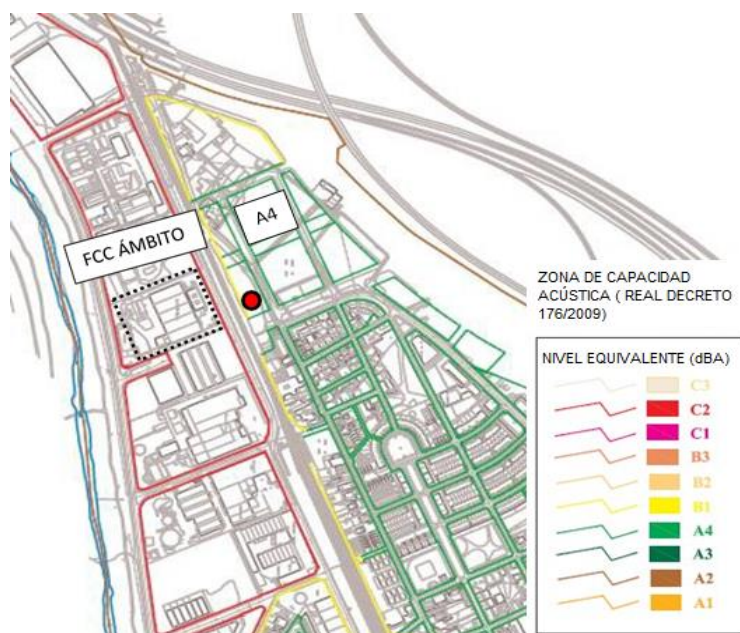 A4
FCC ÁMBITO
ZONA DE CAPACIDAD
ACÚSTICA ( REAL DECRETO
176/2009)
NIVEL EQUIVALENTE (dBA)
C3
C2
C1
B3
B2
B1
A4
A3
A2
A1